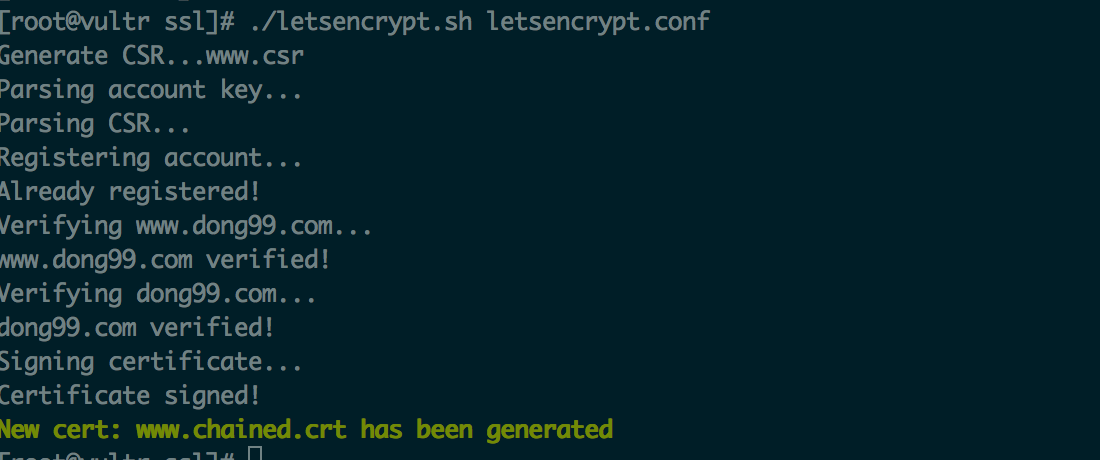 [root@vultr ssl]# ./letsencrypt.sh letsencrypt.conf
Generate CSR...www.csr
Parsing account key...
Parsing CSR...
Registering account...
Already registered!
Verifying www.dong99.com...
www.dong99.com verified!
Verifying dong99.com...
dong99.com verified!
Signing certificate...
Certificate signed!
New cert: www.chained.crt has been generated
[root@vultr ssl]#